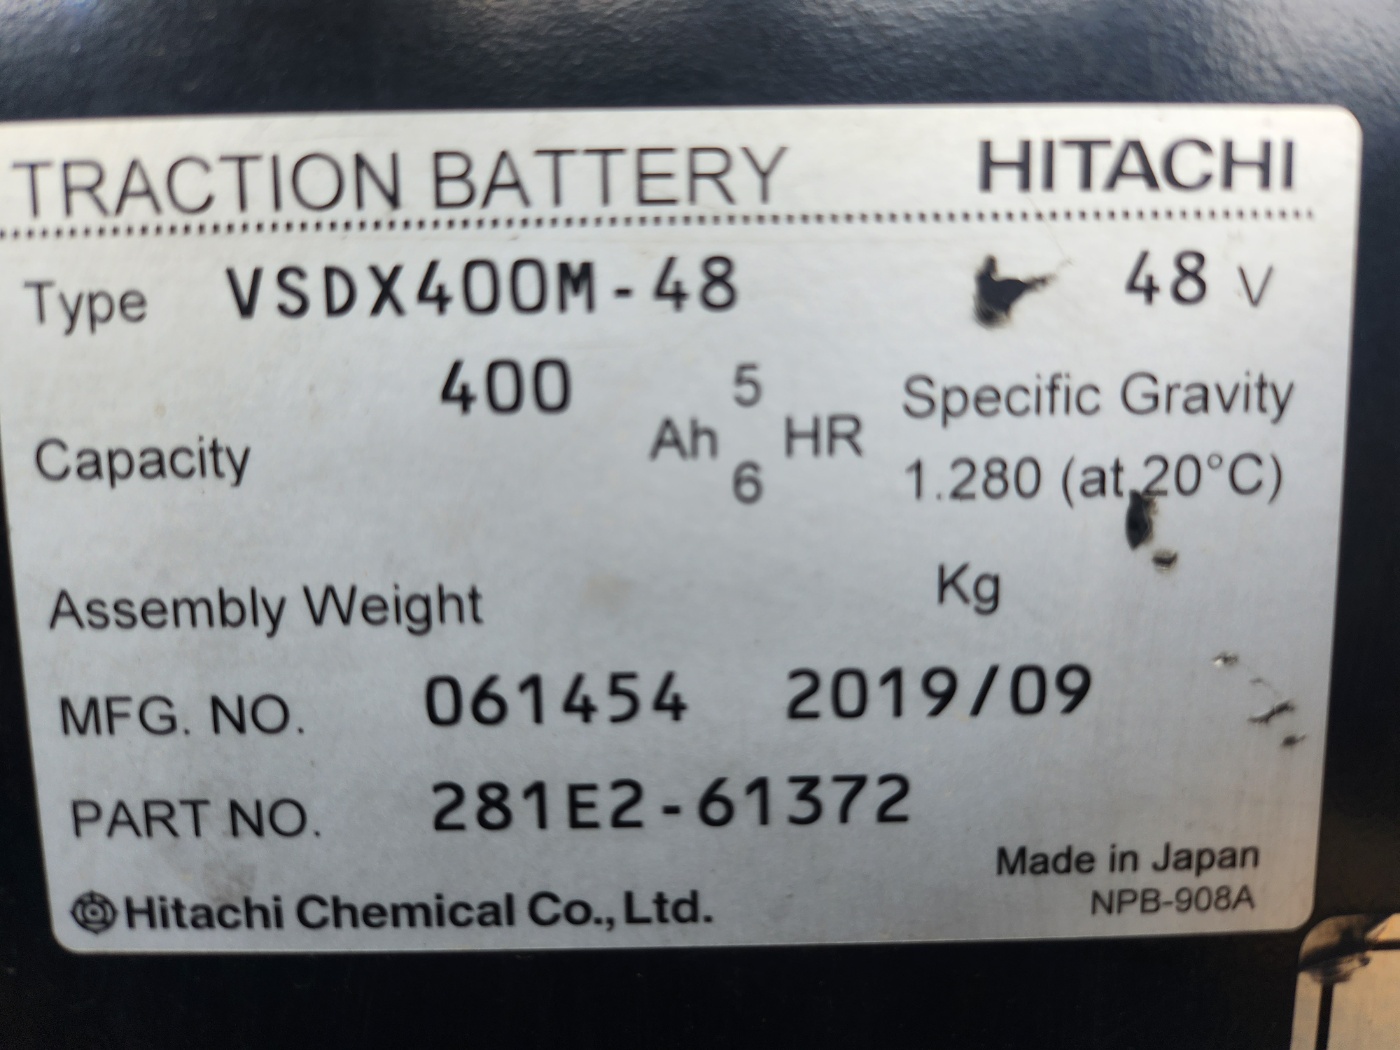 TRACTION BATTERY HITACHI
Type VSDX400M-48 48 V
400 5 Specific Gravity
Capacity Ah HR
6 1.280 (at 20°C)
Assembly Weight Kg
MFG. NO. 061454 2019/09
PART NO. 281E2-61372
Made in Japan
Hitachi Chemical Co., Ltd. NPB-908A